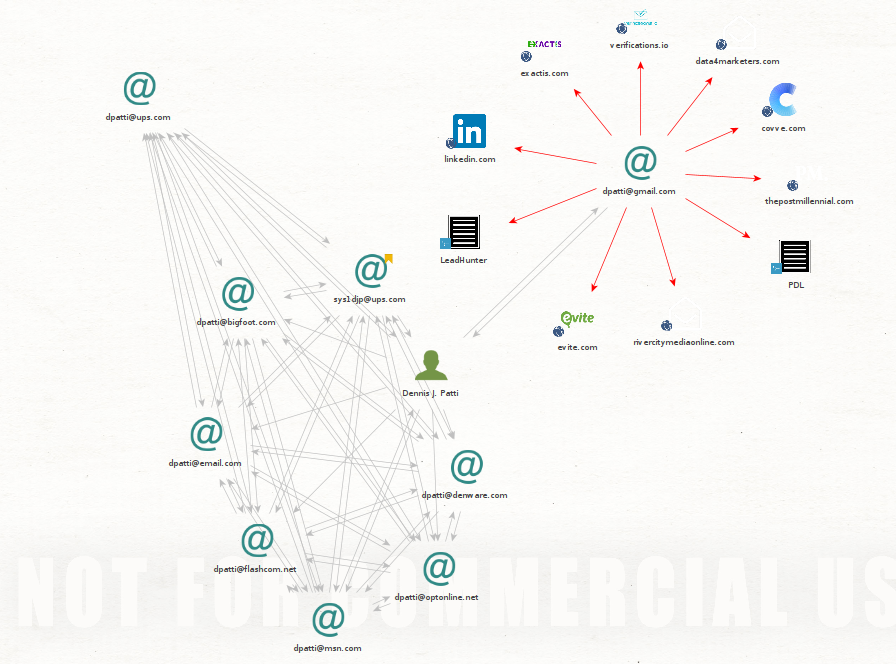 EXACTIS
verifications.io
data4marketers.com
exactis.com
dpatti@ups.com
in
covve.com
linkedin.com
dpatti@gmail.com
thepostmillennial.com
LeadHunter
PDL
sys1djp@ups.com
dpatti@bigfoot.com
evite
evite.com
rivercitymediaonline.com
Dennis J. Patti
dpatti@email.com
dpatti@denware.com
dpatti@flashcom.net
dpatti@optonline.net
NOT FOR COMMERCIAL US
dpatti@msn.com